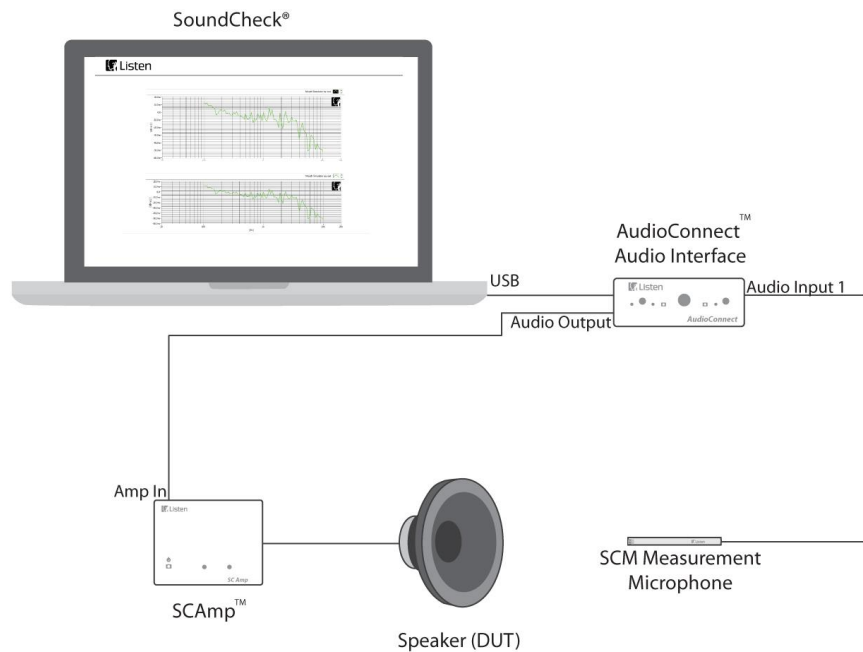 SoundCheck®
Listen
AudioConnect™
Audio Interface
USB
Listen
Audio Input 1
Audio Output
AudioConnect
Amp In
Listen
SC Amp
SCAmp™
Listen
SCM Measurement
Microphone
Speaker (DUT)